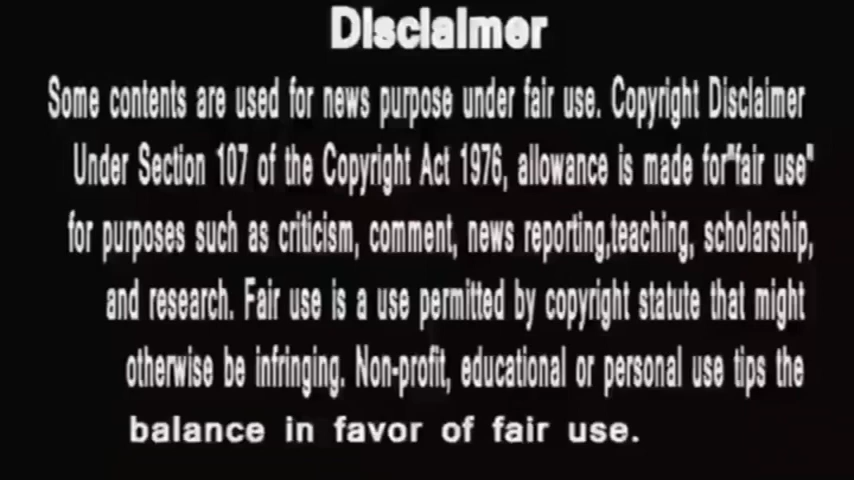 Disclaimer
Some contents are used for news purpose under fair use. Copyright Disclaimer
Under Section 107 of the Copyright Act 1976, allowance is made for"fair use"
for purposes such as criticism, comment, news reporting,teaching, scholarship,
and research. Fair use is a use permitted by copyright statute that might
otherwise be infringing. Non-profit, educational or personal use tips the
balance in favor of fair use.